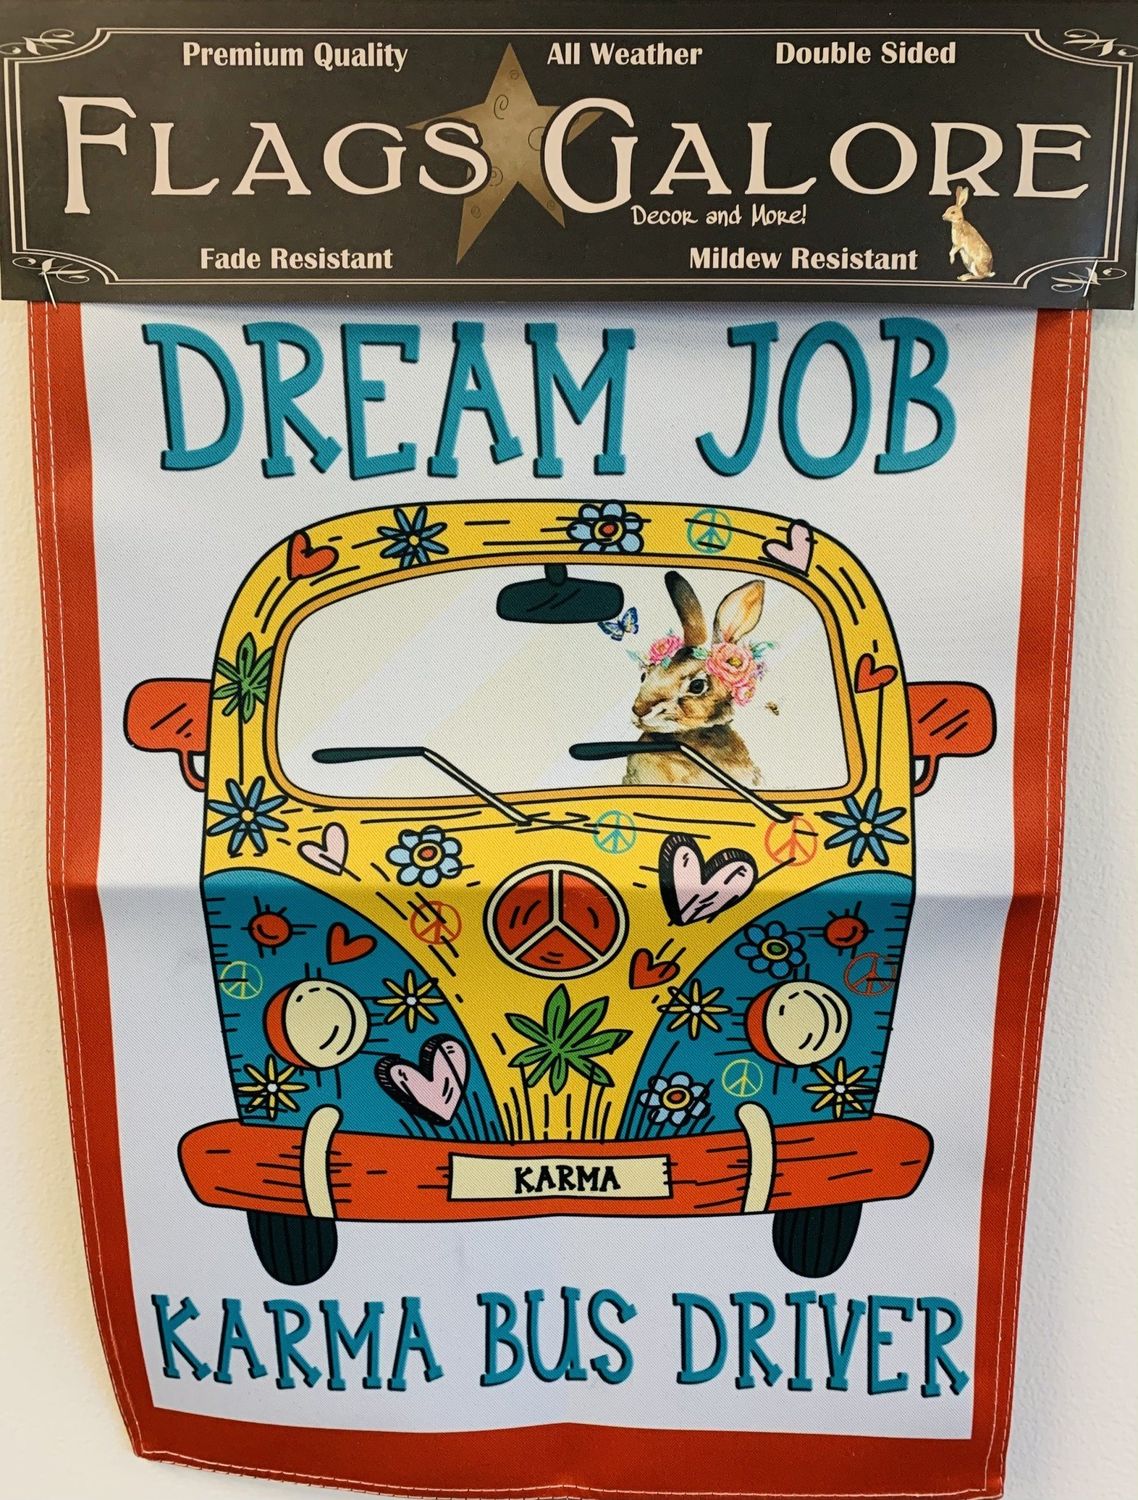 Premium Quality All Weather Double Sided
FLAGS GALORE
Decor and More!
Fade Resistant Mildew Resistant
DREAM JOB
KARMA
KARMA BUS DRIVER